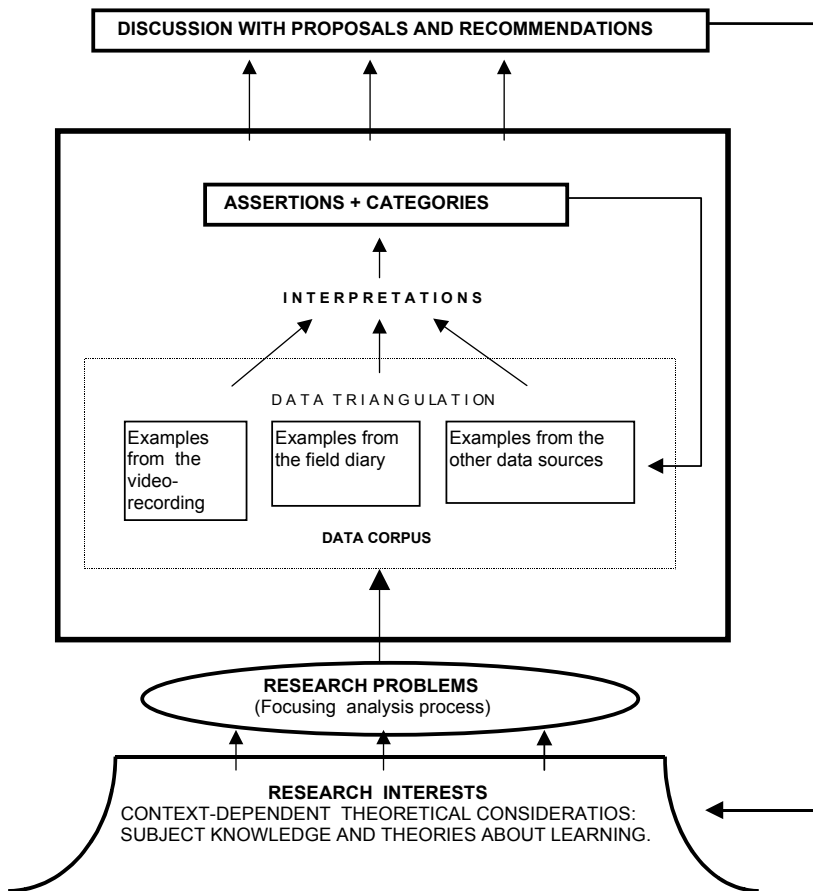 DISCUSSION WITH PROPOSALS AND RECOMMENDATIONS
ASSERTIONS + CATEGORIES
INTERPRETATIONS
DATA TRIANGULATION
Examples
from the
video-
recording
Examples from
the field diary
Examples from the
other data sources
DATA CORPUS
RESEARCH PROBLEMS
(Focusing analysis process)
RESEARCH INTERESTS
CONTEXT-DEPENDENT THEORETICAL CONSIDERATIOS:
SUBJECT KNOWLEDGE AND THEORIES ABOUT LEARNING.